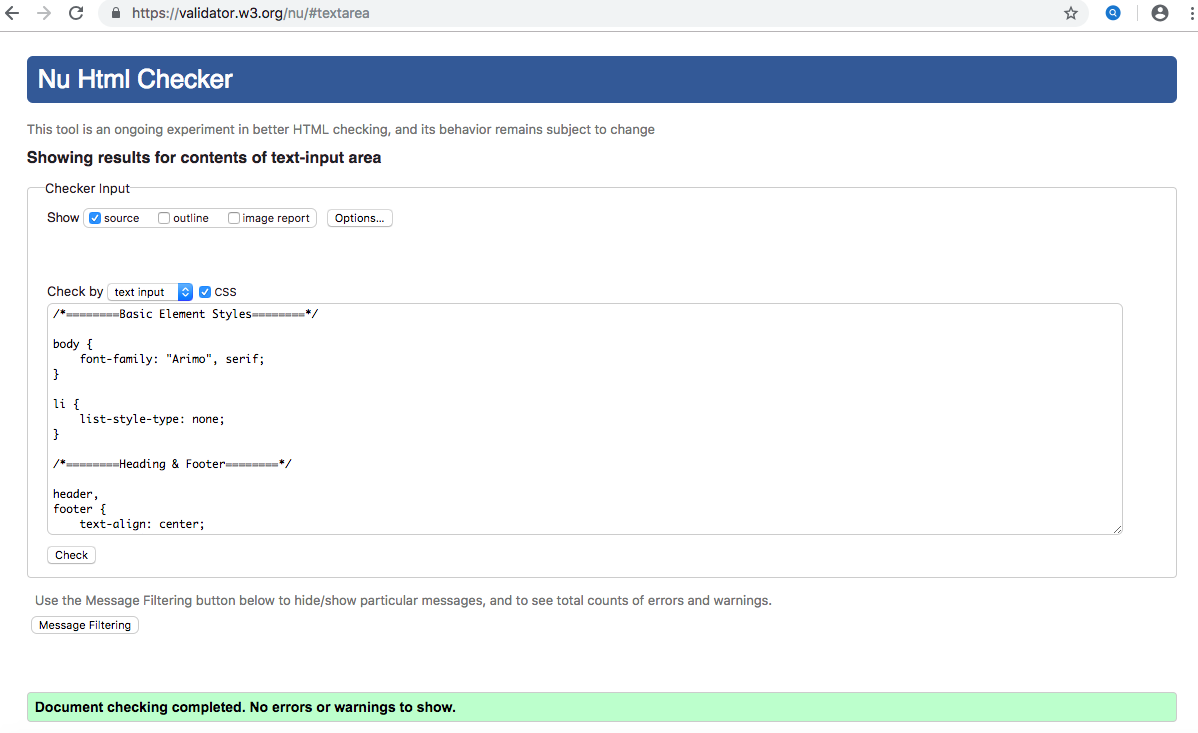 https://validator.w3.org/nu/#textarea
Nu Html Checker
This tool is an ongoing experiment in better HTML checking, and its behavior remains subject to change
Showing results for contents of text-input area
Checker Input
Show source outline image report Options...
Check by text input CSS
/*========Basic Element Styles========*/
body {
    font-family: "Arimo", serif;
}
li {
    list-style-type: none;
}
/*========Heading & Footer========*/
header,
footer {
    text-align: center;
Check
Use the Message Filtering button below to hide/show particular messages, and to see total counts of errors and warnings.
Message Filtering
Document checking completed. No errors or warnings to show.